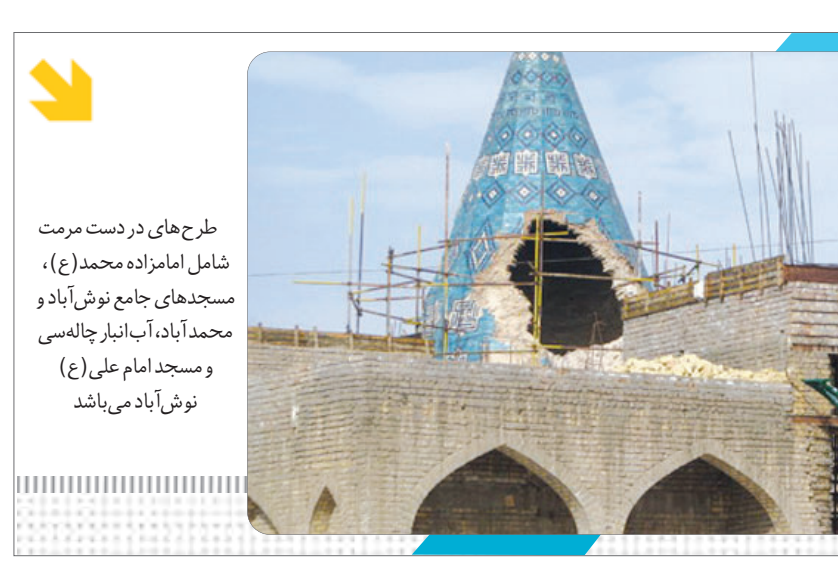 طرح‌های در دست مرمت
شامل امامزاده محمد(ع)،
مسجدهای جامع نوش‌آباد و
محمدآباد، آب‌انبار چاله‌سی
و مسجد امام علی(ع)
نوش‌آباد می‌باشد